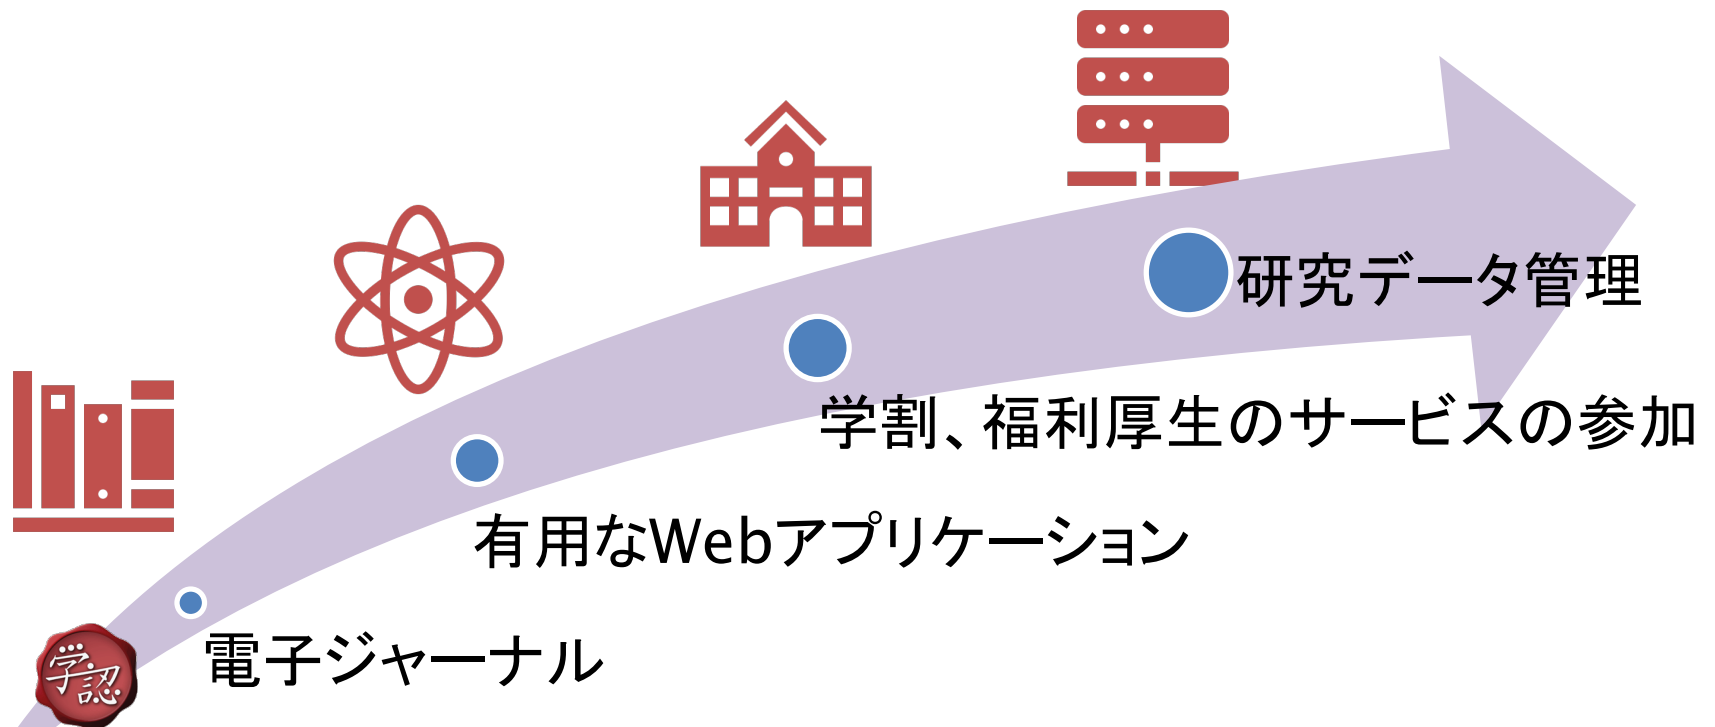 研究データ管理
学割、福利厚生のサービスの参加
有用なWebアプリケーション
電子ジャーナル
学認